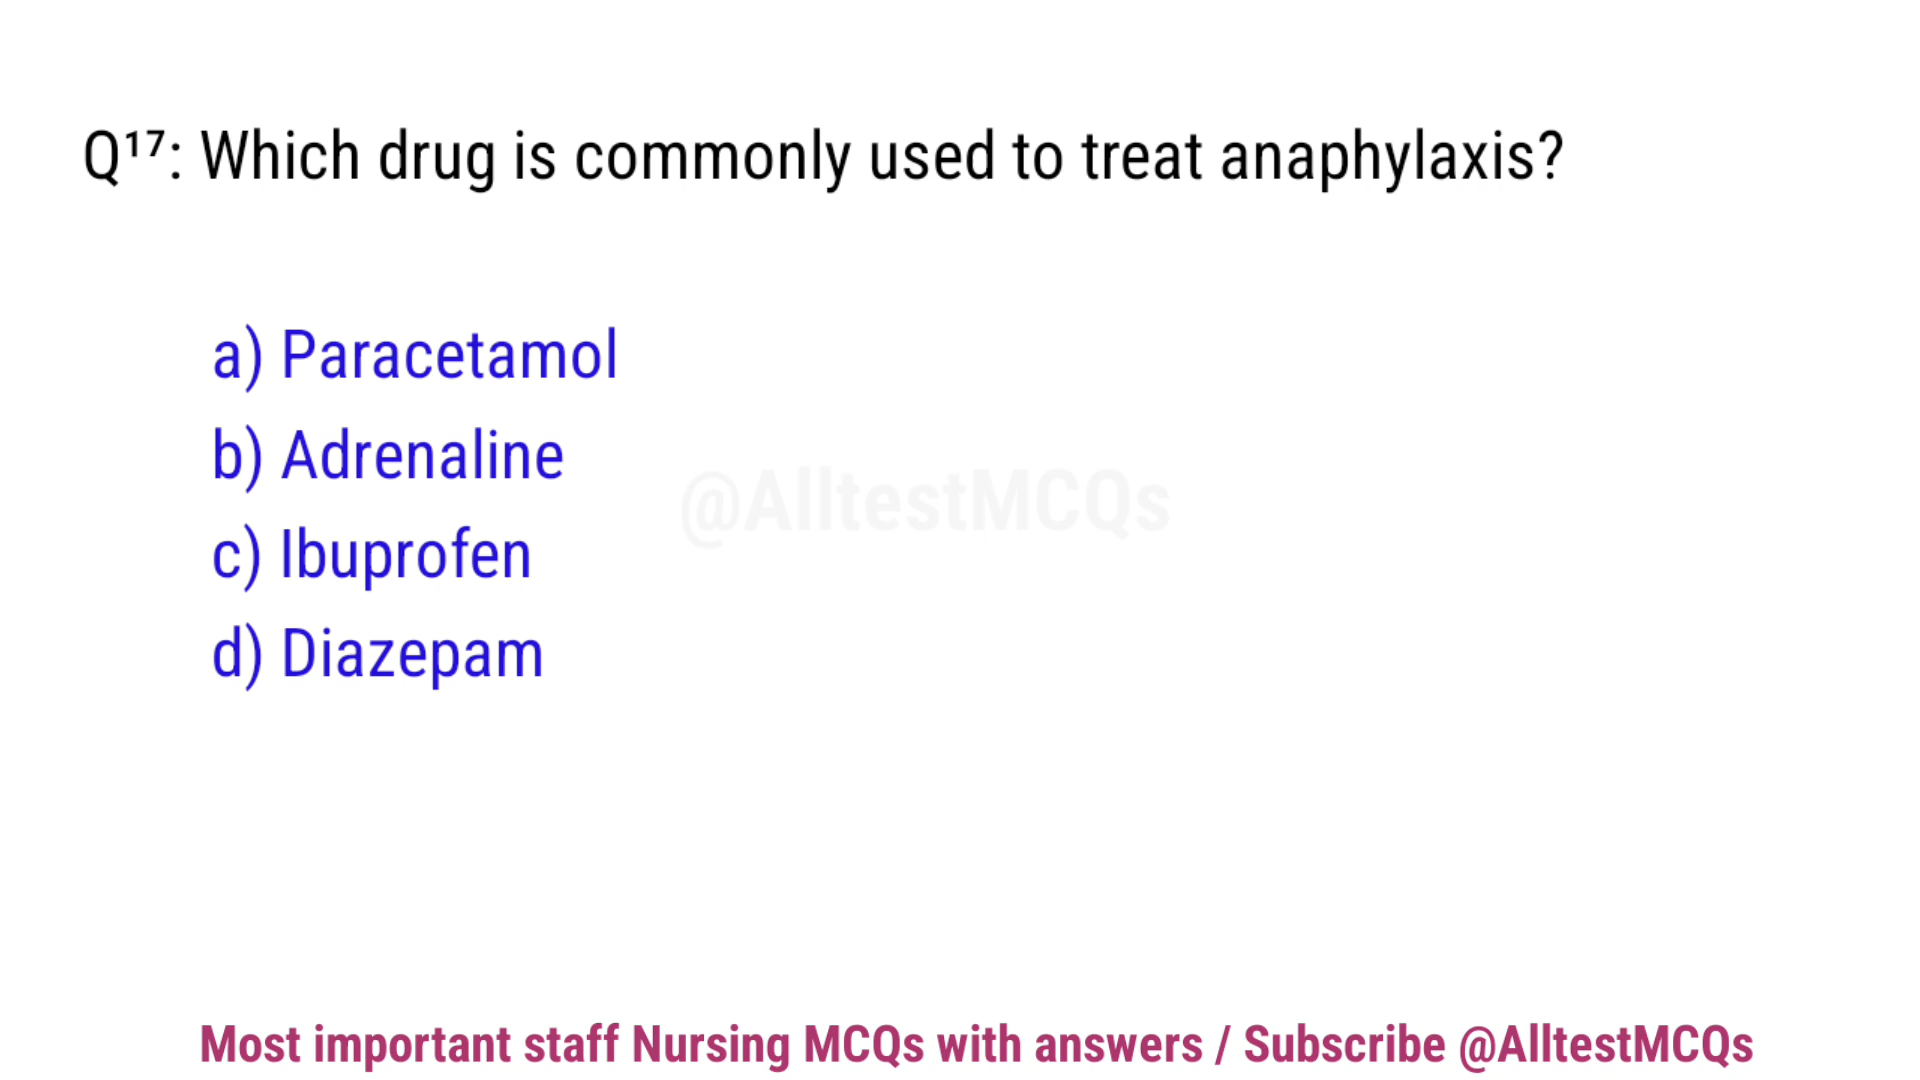 Q¹⁷: Which drug is commonly used to treat anaphylaxis?
a) Paracetamol
b) Adrenaline
@AlltestMCQs
c) Ibuprofen
d) Diazepam
Most important staff Nursing MCQs with answers / Subscribe @AlltestMCQs